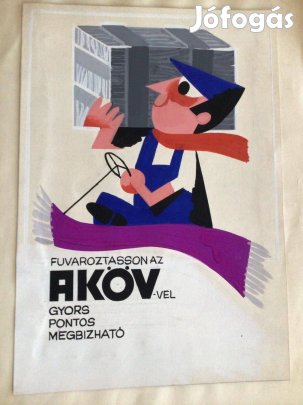 Jófogás
FUVAROZTASSON AZ
AKÖV-VEL
GYORS
PONTOS
MEGBIZHATÓ